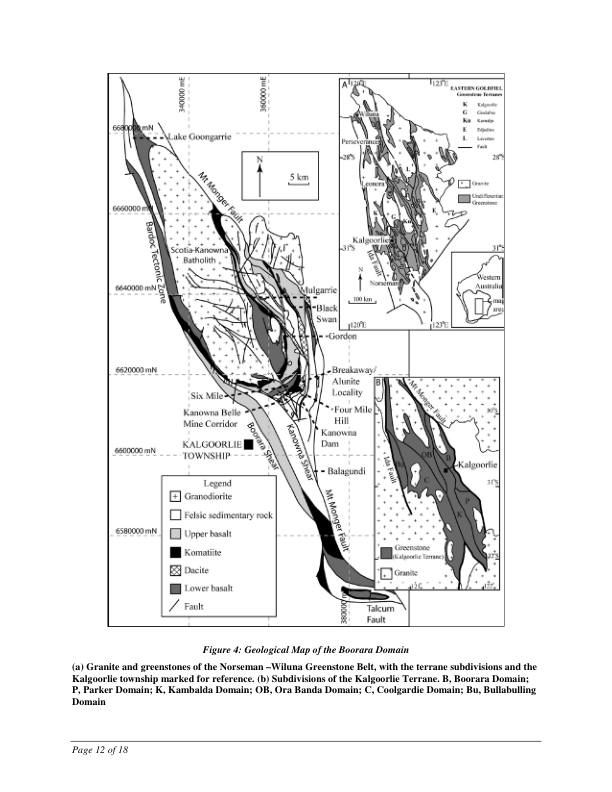 340000 mE
360000 mE
6680000 mN
Lake Goongarrie
N
5 km
Mt Monger Fault
6660000 mN
Bardoc Tectonic Zone
Scotia-Kanowna
Batholith
6640000 mN
Mulgarrie
Black
Swan
Gordon
6620000 mN
Breakaway/
Alunite
Locality
Six Mile
Kanowna Belle
Mine Corridor
Four Mile
Hill
Kanowna
Dam
KALGOORLIE
TOWNSHIP
Boorara Shear
Kanowna Shear
6600000 mN
Balagundi
Mt Monger Fault
6580000 mN
380000
Talcum
Fault
Legend
Granodiorite
Felsic sedimentary rock
Upper basalt
Komatiite
Dacite
Lower basalt
Fault
A
120°E
123°E
EASTERN GOLDFIEL
Greenstone Terranes
K Kalgoorlie
G
Ku Kurnalpi
E
L Laverton
Fault
Wiluna
Perseverance
28°S
28°S
Leonora
L
Granite
Undifferentiat
Greenstone
G
E
Kalgoorlie
31°S
31°S
Ida Fault
N
Norseman
100 km
120°E
123°E
Western
Australia
map
area
B
Mt Monger Fault
Ida Fault
OB
B
Kalgoorlie
31°S
C
P
K
Greenstone
(Kalgoorlie Terrane)
Granite
Figure 4: Geological Map of the Boorara Domain
(a) Granite and greenstones of the Norseman –Wiluna Greenstone Belt, with the terrane subdivisions and the
Kalgoorlie township marked for reference. (b) Subdivisions of the Kalgoorlie Terrane. B, Boorara Domain;
P, Parker Domain; K, Kambalda Domain; OB, Ora Banda Domain; C, Coolgardie Domain; Bu, Bullabulling
Domain
Page 12 of 18